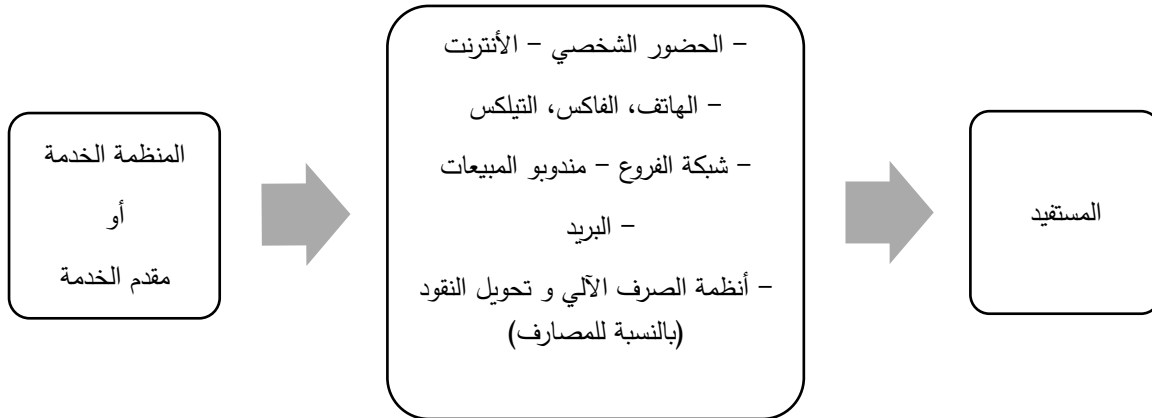 المنظمة الخدمة
أو
مقدم الخدمة
– الحضور الشخصي – الأنترنت
– الهاتف، الفاكس، التيلكس
– شبكة الفروع – مندوبو المبيعات
– البريد
– أنظمة الصرف الآلي و تحويل النقود
(بالنسبة للمصارف)
المستفيد